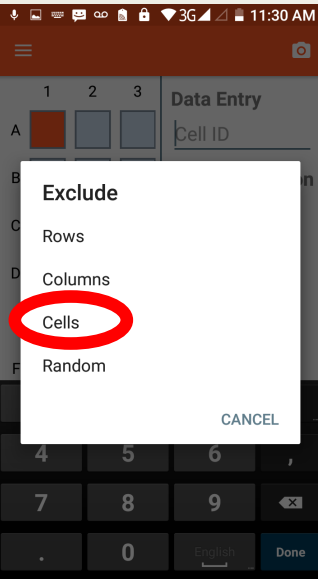 3G 11:30 AM
1 2 3
Data Entry
A
Cell ID
B
on
Exclude
C
Rows
D
Columns
Cells
F
Random
CANCEL
4 5 6 ,
7 8 9
. 0 English Done